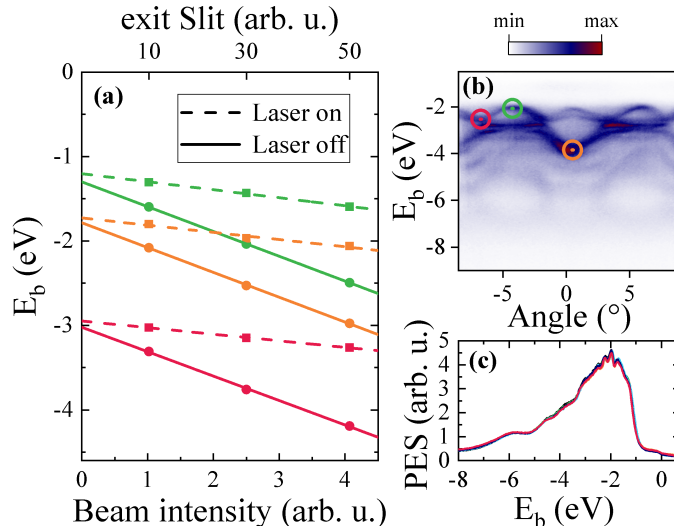 exit Slit (arb. u.)
10 30 50
(a)
Laser on
Laser off
0
-1
-2
-3
-4
E_b (eV)
0 1 2 3 4
Beam intensity (arb. u.)
min max
(b)
-2
-4
-6
-8
E_b (eV)
-5 0 5
Angle (°)
(c)
5
4
3
2
1
0
PES (arb. u.)
-8 -6 -4 -2 0
E_b (eV)